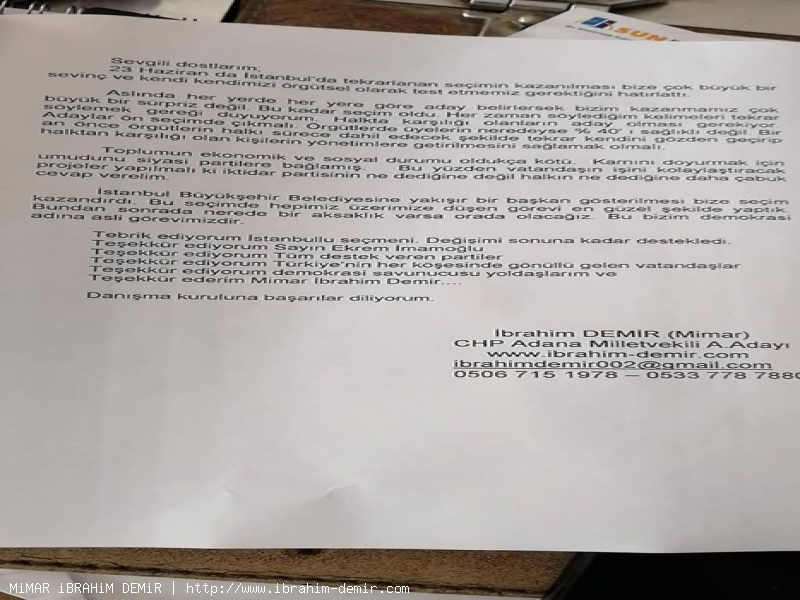 SUN
Sevgili dostlarım;
23 Haziran da İstanbul'da tekrarlanan seçimin kazanılması bize çok büyük bir
sevinç ve kendi kendimizi örgütsel olarak test etmemiz gerektiğini hatırlattı.
Aslında her yerde her yere göre aday belirlersek bizim kazanmamız çok
büyük bir sürpriz değil. Bu kadar seçim oldu. Her zaman söylediğim kelimeleri tekrar
söylemek gereği duyuyorum. Halkta karşılığı olanların aday olması gerekiyor.
Adaylar ön seçimde çıkmalı. Örgütlerde üyelerin neredeyse % 40' ı sağlıklı değil. Bir
an önce örgütlerin halkı sürece dahil edecek şekilde tekrar kendini gözden geçirip
halktan karşılığı olan kişilerin yönetimlere getirilmesini sağlamak olmalı.
Toplumun ekonomik ve sosyal durumu oldukça kötü. Karnını doyurmak için
umudunu siyasi partilere bağlamış. Bu yüzden vatandaşın işini kolaylaştıracak
projeler yapılmalı ki iktidar partisinin ne dediğine değil halkın ne dediğine daha çabuk
cevap verelim.
İstanbul Büyükşehir Belediyesine yakışır bir başkan gösterilmesi bize seçim
kazandırdı. Bu seçimde hepimiz üzerimize düşen görevi en güzel şekilde yaptık.
Bundan sonrada nerede bir aksaklık varsa orada olacağız. Bu bizim demokrasi
adına asli görevimizdir.
Tebrik ediyorum İstanbullu seçmeni. Değişimi sonuna kadar destekledi.
Teşekkür ediyorum Sayın Ekrem İmamoğlu
Teşekkür ediyorum Tüm destek veren partiler
Teşekkür ediyorum Türkiye'nin her köşesinde gönüllü gelen vatandaşlar
Teşekkür ediyorum demokrasi savunucusu yoldaşlarım ve
Teşekkür ederim Mimar İbrahim Demir....
Danışma kuruluna başarılar diliyorum.
İbrahim DEMİR (Mimar)
CHP Adana Milletvekili A.Adayı
www.ibrahim-demir.com
ibrahimdemir002@gmail.com
0506 715 1978 – 0533 778 7880
MiMAR iBRAHiM DEMiR | http://www.ibrahim-demir.com